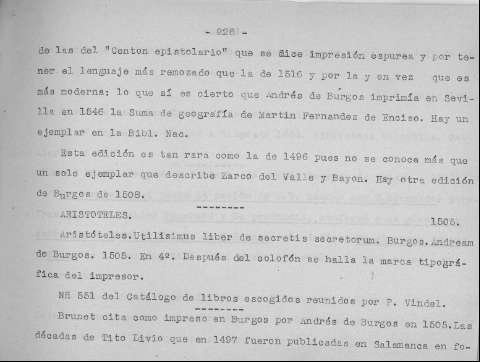 - 928 -
de las del "Centon epistolario" que se dice impresión espurea y por te-
ner el lenguaje más remozado que la de 1516 y por la y en vez que es
más moderna; lo que sí es cierto que Andrés de Burgos imprimía en Sevi-
lla an 1546 la Suma de geografía de Martin Fernandez de Enciso. Hay un
ejemplar en la Bibl. Nac.
Esta edición es tan rara como la de 1496 pues no se conoce más que
un solo ejemplar que describe Zarco del Valle y Rayon. Hay otra edición
de Burgos de 1508.
--------
ARISTOTELES. 1505.
Aristóteles.Utilisimus liber de secretis secretorum. Burgos.Andream
de Burgos. 1505. En 4º. Después del colofón se halla la marca tipográ-
fica del impresor.
Nº 551 del Catálogo de libros escogidos reunidos por P. Vindel.
--------
Brunet cita como impreso en Burgos por Andrés de Burgos en 1505.Las
décadas de Tito Livio que en 1497 fueron publicadas en Salamanca en fo-